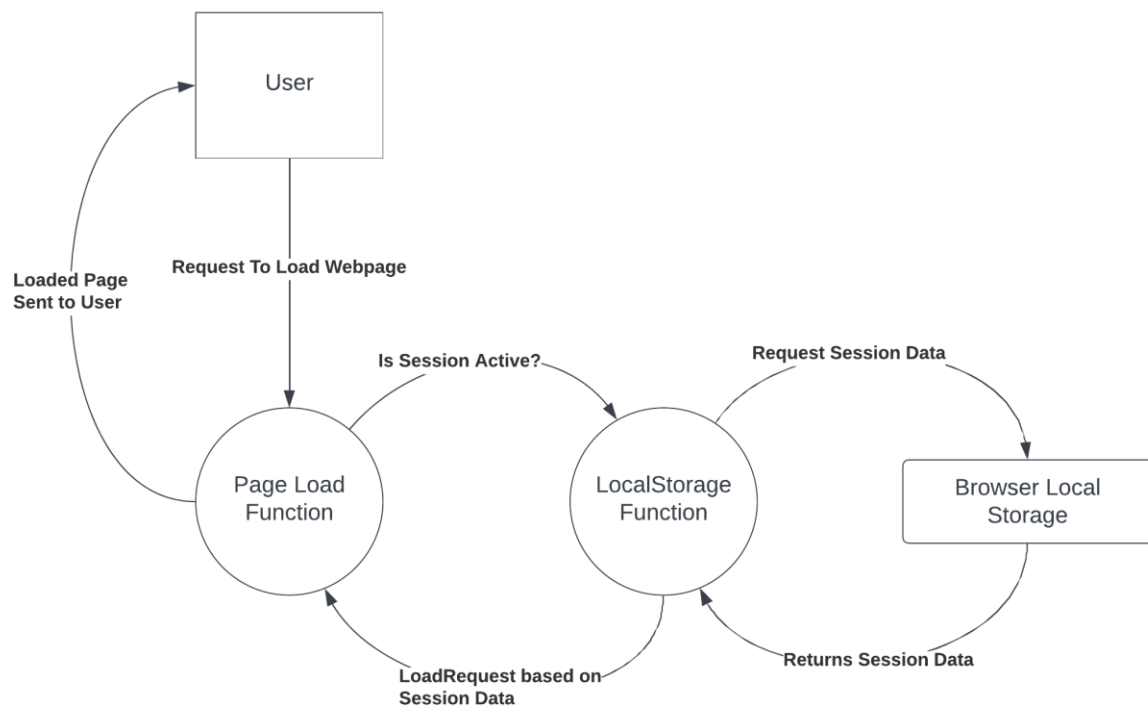 User
Loaded Page
Sent to User
Request To Load Webpage
Is Session Active?
Request Session Data
Page Load
Function
LocalStorage
Function
Browser Local
Storage
LoadRequest based on
Session Data
Returns Session Data